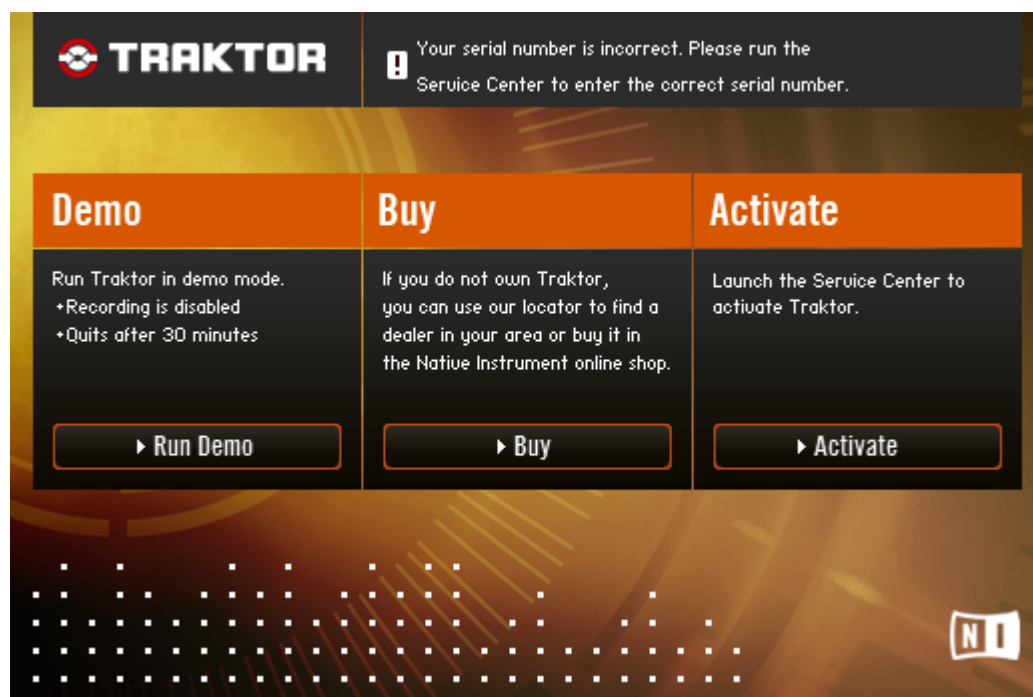 TRAKTOR
! Your serial number is incorrect. Please run the
Service Center to enter the correct serial number.
Demo
Run Traktor in demo mode.
•Recording is disabled
•Quits after 30 minutes
Run Demo
Buy
If you do not own Traktor,
you can use our locator to find a
dealer in your area or buy it in
the Native Instrument online shop.
Buy
Activate
Launch the Service Center to
activate Traktor.
Activate
NI